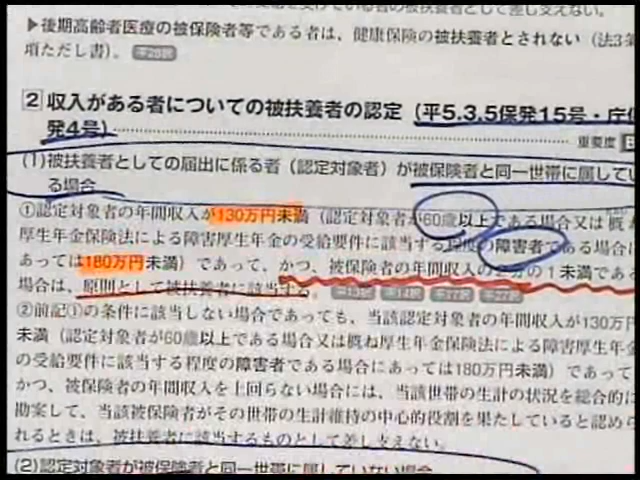 の被扶養者として差し支えない。
▶後期高齢者医療の被保険者等である者は、健康保険の被扶養者とされない(法3条
項ただし書)。
2 収入がある者についての被扶養者の認定(平5.3.5保発15号・庁保
発4号)
重要度
(1)被扶養者としての届出に係る者(認定対象者)が被保険者と同一世帯に属してい
る場合
①認定対象者の年間収入が130万円未満(認定対象者が60歳以上である場合又は概
厚生年金保険法による障害厚生年金の受給要件に該当する程度の障害者である場合に
あっては180万円未満)であって、かつ、被保険者の年間収入の2分の1未満であ
場合は、原則として被扶養者に該当する。
②前記①の条件に該当しない場合であっても、当該認定対象者の年間収入が130万円
未満(認定対象者が60歳以上である場合又は概ね厚生年金保険法による障害厚生年金
の受給要件に該当する程度の障害者である場合にあっては180万円未満)であって
かつ、被保険者の年間収入を上回らない場合には、当該世帯の生計の状況を総合的に
勘案して、当該被保険者がその世帯の生計維持の中心的役割を果たしていると認めら
れるときは、被扶養者に該当するものとして差し支えない。
(2)認定対象者が被保険者と同一世帯に属していない場合